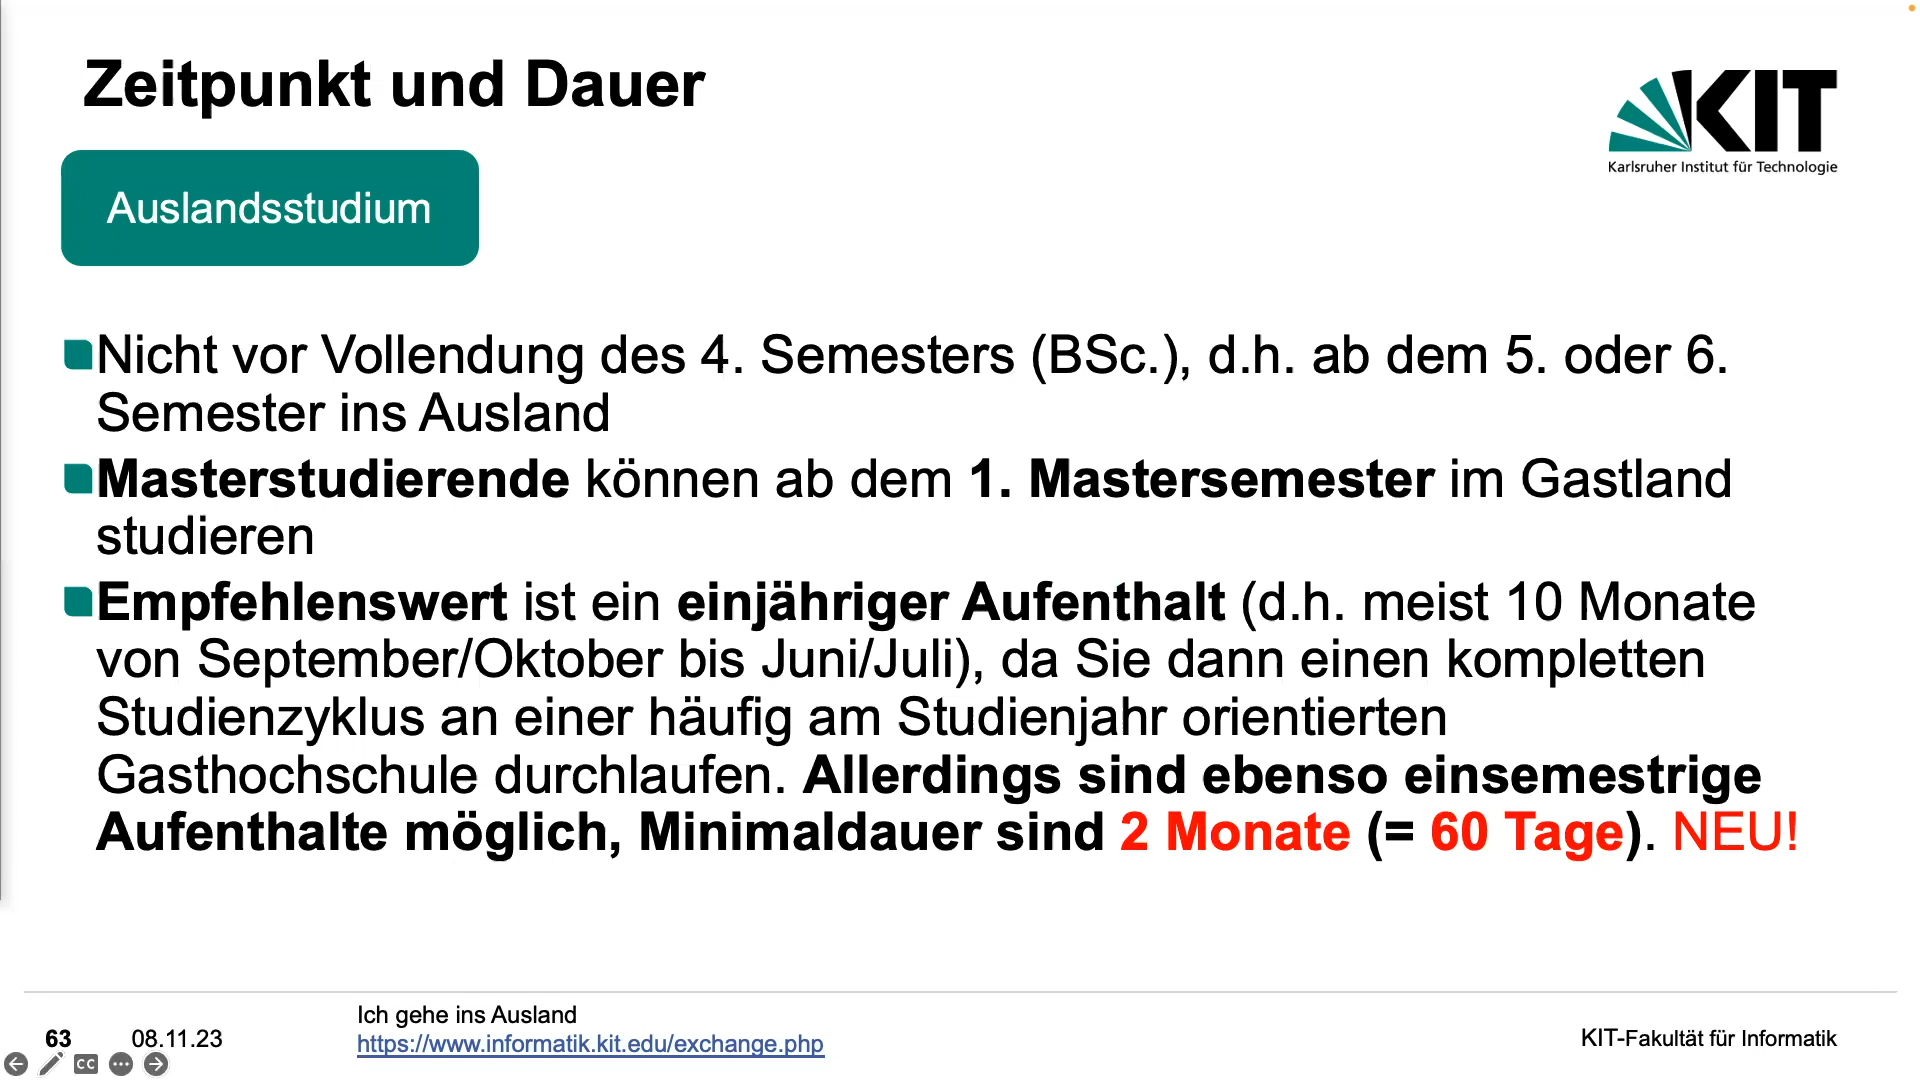 Zeitpunkt und Dauer
KIT
Karlsruher Institut für Technologie
Auslandsstudium
Nicht vor Vollendung des 4. Semesters (BSc.), d.h. ab dem 5. oder 6.
Semester ins Ausland
Masterstudierende können ab dem 1. Mastersemester im Gastland
studieren
Empfehlenswert ist ein einjähriger Aufenthalt (d.h. meist 10 Monate
von September/Oktober bis Juni/Juli), da Sie dann einen kompletten
Studienzyklus an einer häufig am Studienjahr orientierten
Gasthochschule durchlaufen. Allerdings sind ebenso einsemestrige
Aufenthalte möglich, Minimaldauer sind 2 Monate (= 60 Tage). NEU!
63
08.11.23
Ich gehe ins Ausland
https://www.informatik.kit.edu/exchange.php
KIT-Fakultät für Informatik
CC